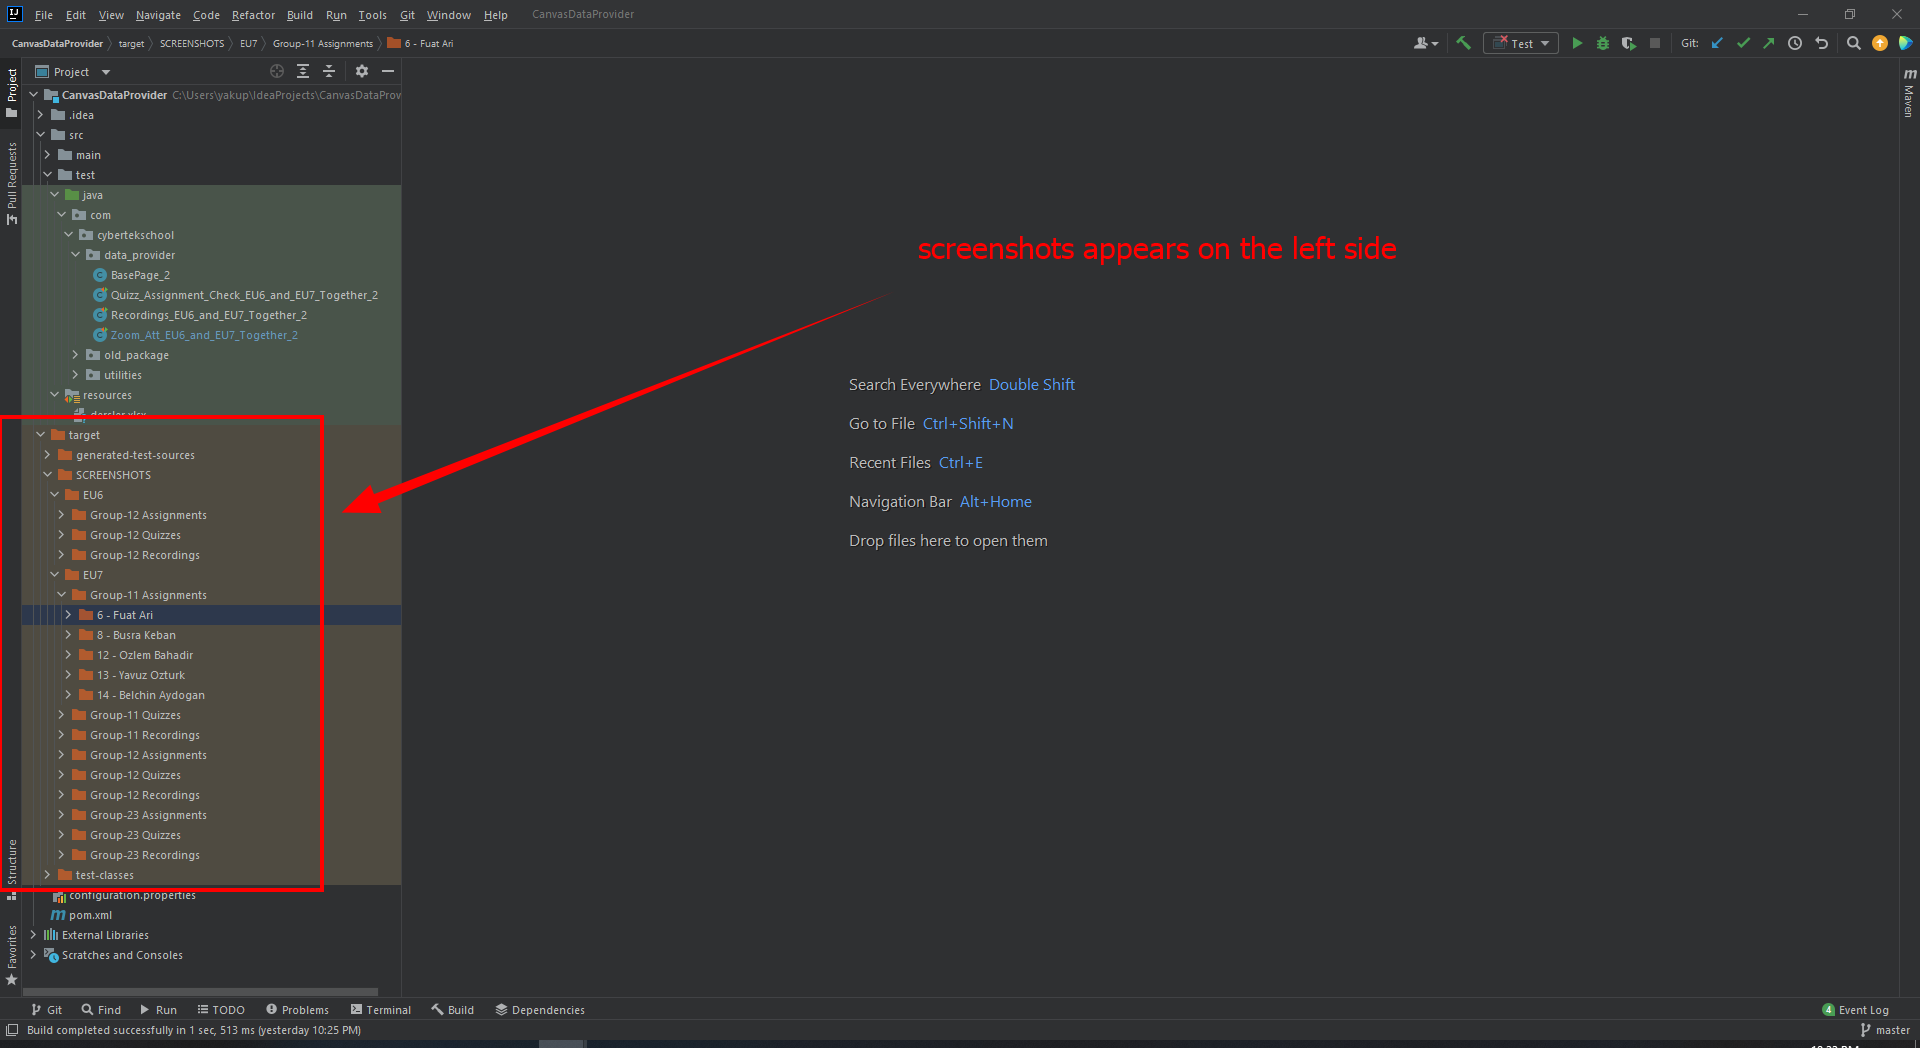 IJ File Edit View Navigate Code Refactor Build Run Tools Git Window Help CanvasDataProvider
CanvasDataProvider target SCREENSHOTS EU7 Group-11 Assignments 6 - Fuat Ari Test Git:
Project
Project
Pull Requests
Structure
Favorites
m Maven
CanvasDataProvider C:\Users\yakup\IdeaProjects\CanvasDataProv
.idea
src
main
test
java
com
cybertekschool
data_provider
BasePage_2
Quizz_Assignment_Check_EU6_and_EU7_Together_2
Recordings_EU6_and_EU7_Together_2
Zoom_Att_EU6_and_EU7_Together_2
old_package
utilities
resources
dersler.xlsx
target
generated-test-sources
SCREENSHOTS
EU6
Group-12 Assignments
Group-12 Quizzes
Group-12 Recordings
EU7
Group-11 Assignments
6 - Fuat Ari
8 - Busra Keban
12 - Ozlem Bahadir
13 - Yavuz Ozturk
14 - Belchin Aydogan
Group-11 Quizzes
Group-11 Recordings
Group-12 Assignments
Group-12 Quizzes
Group-12 Recordings
Group-23 Assignments
Group-23 Quizzes
Group-23 Recordings
test-classes
configuration.properties
m pom.xml
External Libraries
Scratches and Consoles
screenshots appears on the left side
Search Everywhere Double Shift
Go to File Ctrl+Shift+N
Recent Files Ctrl+E
Navigation Bar Alt+Home
Drop files here to open them
Git Find Run TODO Problems Terminal Build Dependencies 4 Event Log
Build completed successfully in 1 sec, 513 ms (yesterday 10:25 PM) master